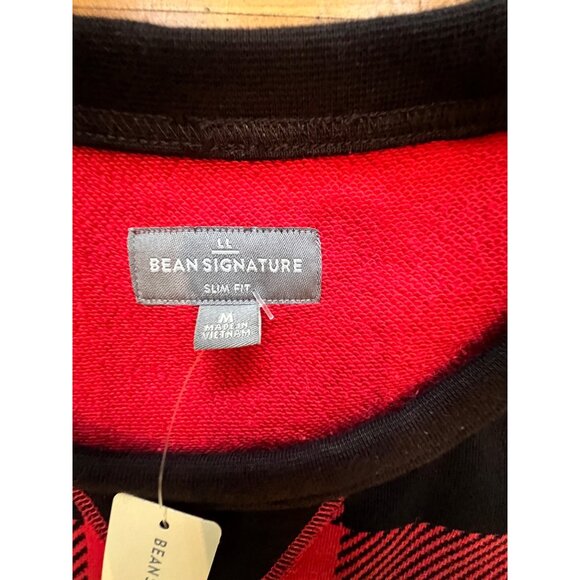 LL
BEAN SIGNATURE
SLIM FIT
M
MADE IN
VIETNAM
BEAN S